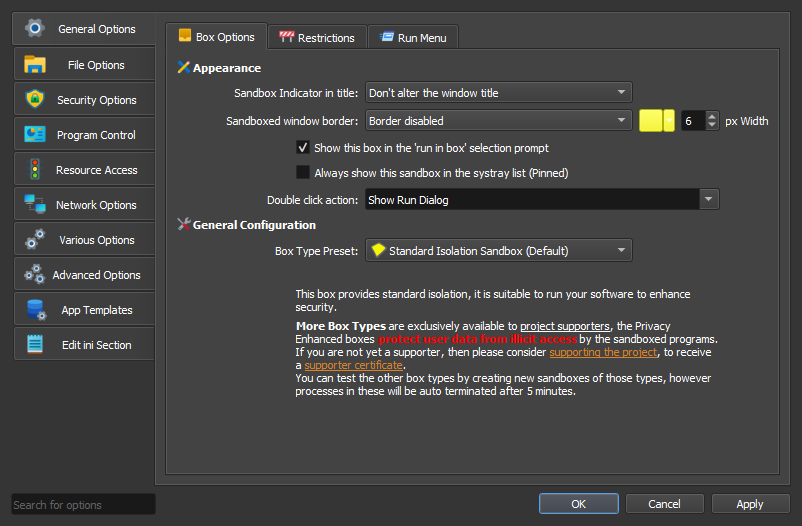 General Options
File Options
Security Options
Program Control
Resource Access
Network Options
Various Options
Advanced Options
App Templates
Edit ini Section
Search for options
Box Options
Restrictions
Run Menu
Appearance
Sandbox Indicator in title:
Don't alter the window title
Sandboxed window border:
Border disabled
6
px Width
Show this box in the 'run in box' selection prompt
Always show this sandbox in the systray list (Pinned)
Double click action:
Show Run Dialog
General Configuration
Box Type Preset:
Standard Isolation Sandbox (Default)
This box provides standard isolation, it is suitable to run your software to enhance
security.
More Box Types are exclusively available to project supporters, the Privacy
Enhanced boxes protect user data from illicit access by the sandboxed programs.
If you are not yet a supporter, then please consider supporting the project, to receive
a supporter certificate.
You can test the other box types by creating new sandboxes of those types, however
processes in these will be auto terminated after 5 minutes.
OK
Cancel
Apply